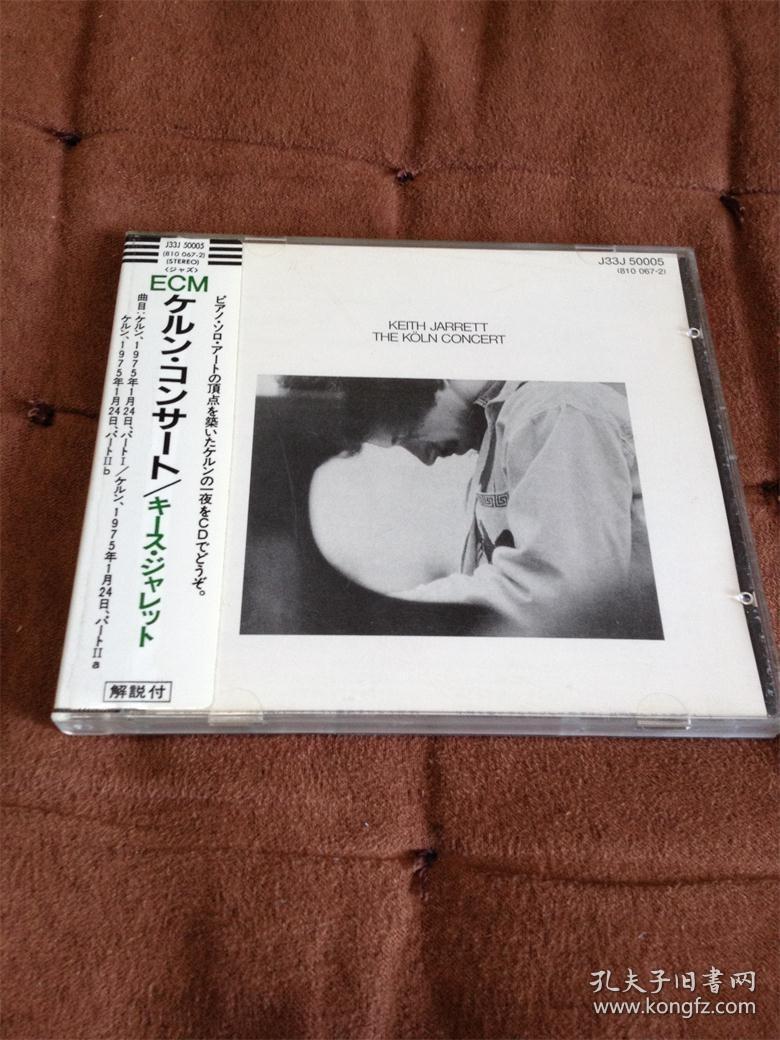 J33J 50005
(810 067-2)
(STEREO)
〈ジャズ〉
ECM
ケルン・コンサート/キース・ジャレット
曲目:ケルン、1975年1月24日、パートI/ケルン、1975年1月24日、パートIIa
ケルン、1975年1月24日、パートIIb
解説付
ピアノ・ソロ・アートの頂点を築いたケルンの一夜をCDでどうぞ。
J33J 50005
(810 067-2)
KEITH JARRETT
THE KÖLN CONCERT
孔夫子旧书网
www.kongfz.com